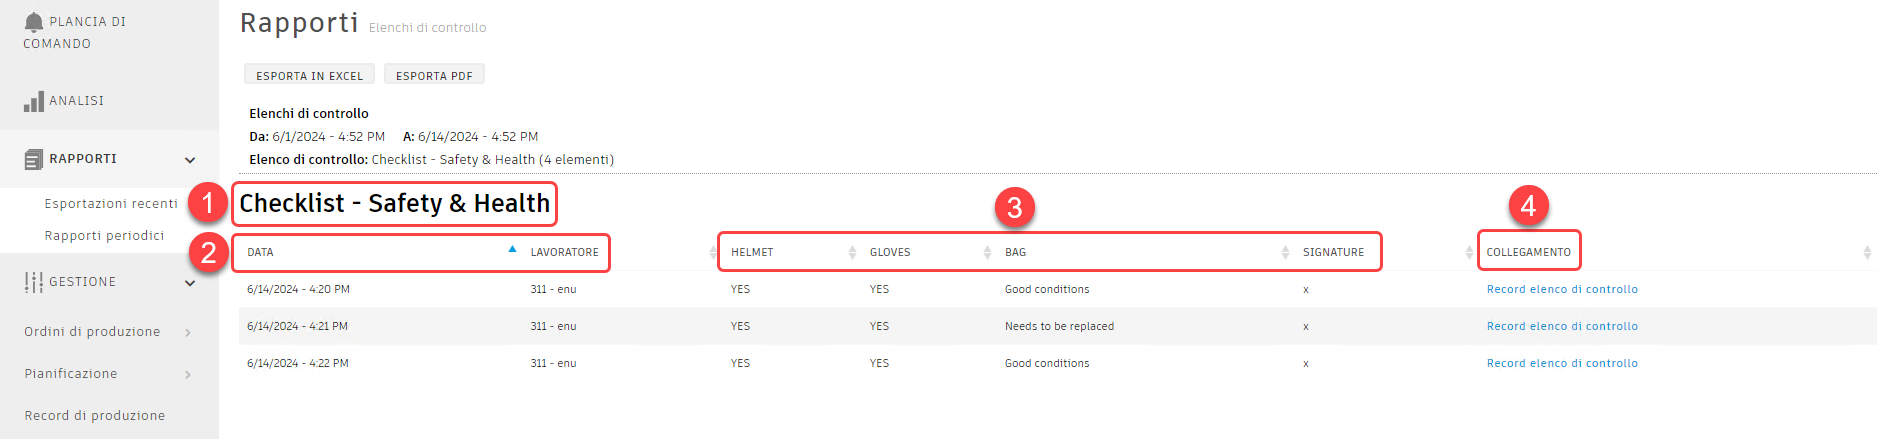 PLANCIA DI
COMANDO
ANALISI
RAPPORTI
Esportazioni recenti
Rapporti periodici
GESTIONE
Ordini di produzione
Pianificazione
Record di produzione
Rapporti Elenchi di controllo
ESPORTA IN EXCEL ESPORTA PDF
Elenchi di controllo
Da: 6/1/2024 - 4:52 PM A: 6/14/2024 - 4:52 PM
Elenco di controllo: Checklist - Safety & Health (4 elementi)
1 Checklist - Safety & Health 3 4
2 DATA LAVORATORE HELMET GLOVES BAG SIGNATURE COLLEGAMENTO
6/14/2024 - 4:20 PM 311 - enu YES YES Good conditions x Record elenco di controllo
6/14/2024 - 4:21 PM 311 - enu YES YES Needs to be replaced x Record elenco di controllo
6/14/2024 - 4:22 PM 311 - enu YES YES Good conditions x Record elenco di controllo